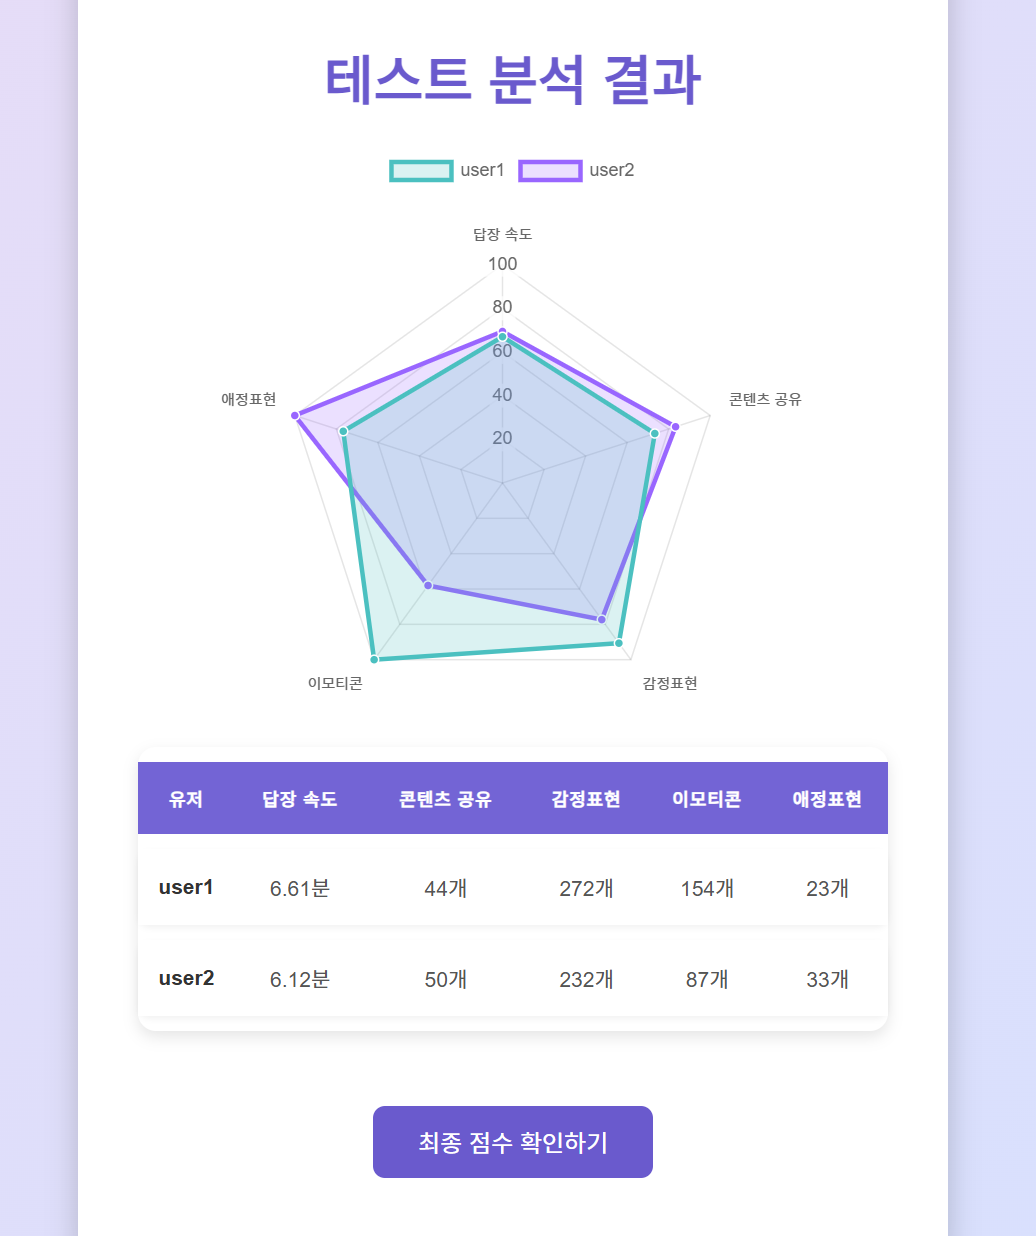 테스트 분석 결과
user1 user2
답장 속도
100
80
60
40
20
애정표현
콘텐츠 공유
이모티콘
감정표현
유저 답장 속도 콘텐츠 공유 감정표현 이모티콘 애정표현
user1 6.61분 44개 272개 154개 23개
user2 6.12분 50개 232개 87개 33개
최종 점수 확인하기